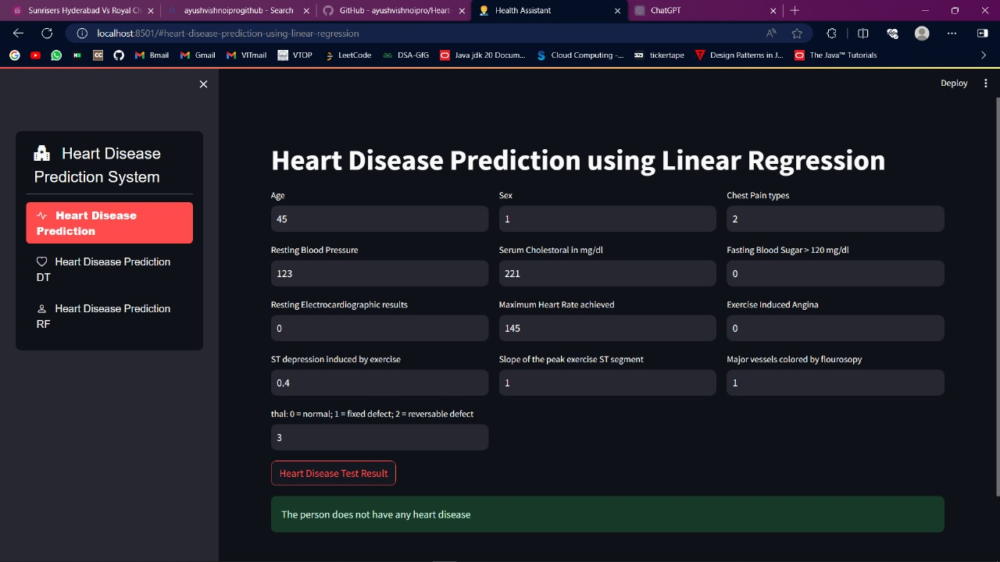 Sunrisers Hyderabad Vs Royal Ch
ayushvishnoiprogithub - Search
GitHub - ayushvishnoipro/Heart-
Health Assistant
ChatGPT
localhost:8501/#heart-disease-prediction-using-linear-regression
Bmail
Gmail
VITmail
VTOP
LeetCode
DSA-GfG
Java jdk 20 Docum...
Cloud Computing -...
tickertape
Design Patterns in J...
The Java™ Tutorials
Deploy
Heart Disease
Prediction System
Heart Disease
Prediction
Heart Disease Prediction
DT
Heart Disease Prediction
RF
Heart Disease Prediction using Linear Regression
Age
Sex
Chest Pain types
45
1
2
Resting Blood Pressure
Serum Cholestoral in mg/dl
Fasting Blood Sugar > 120 mg/dl
123
221
0
Resting Electrocardiographic results
Maximum Heart Rate achieved
Exercise Induced Angina
0
145
0
ST depression induced by exercise
Slope of the peak exercise ST segment
Major vessels colored by flourosopy
0.4
1
1
thal: 0 = normal; 1 = fixed defect; 2 = reversable defect
3
Heart Disease Test Result
The person does not have any heart disease